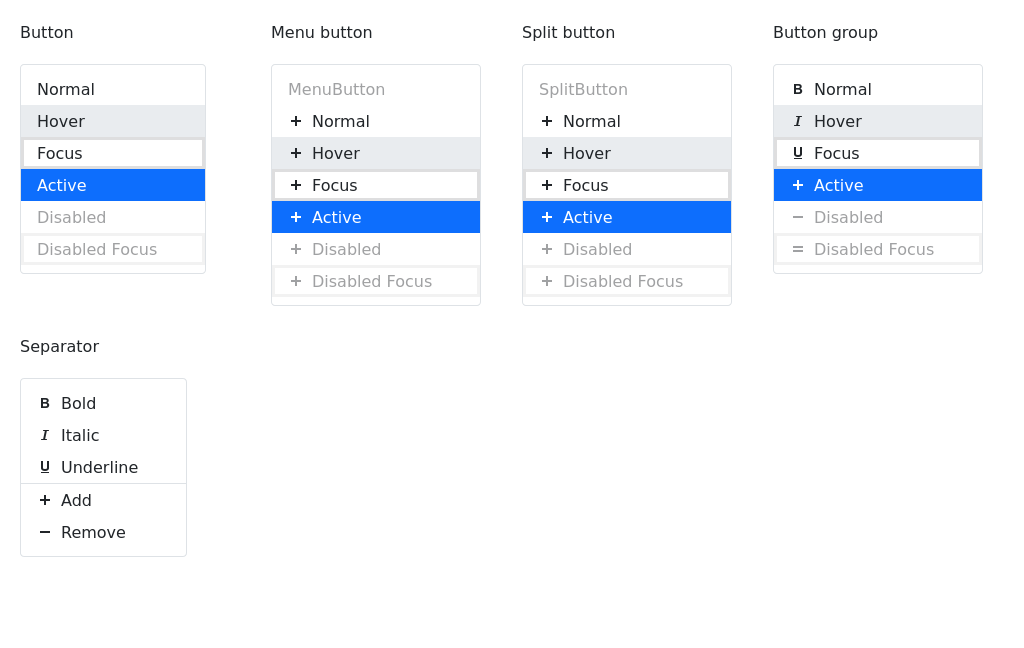 Button
Normal
Hover
Focus
Active
Disabled
Disabled Focus
Menu button
MenuButton
Normal
Hover
Focus
Active
Disabled
Disabled Focus
Split button
SplitButton
Normal
Hover
Focus
Active
Disabled
Disabled Focus
Button group
B Normal
I Hover
U Focus
Active
Disabled
Disabled Focus
Separator
B Bold
I Italic
U Underline
Add
Remove